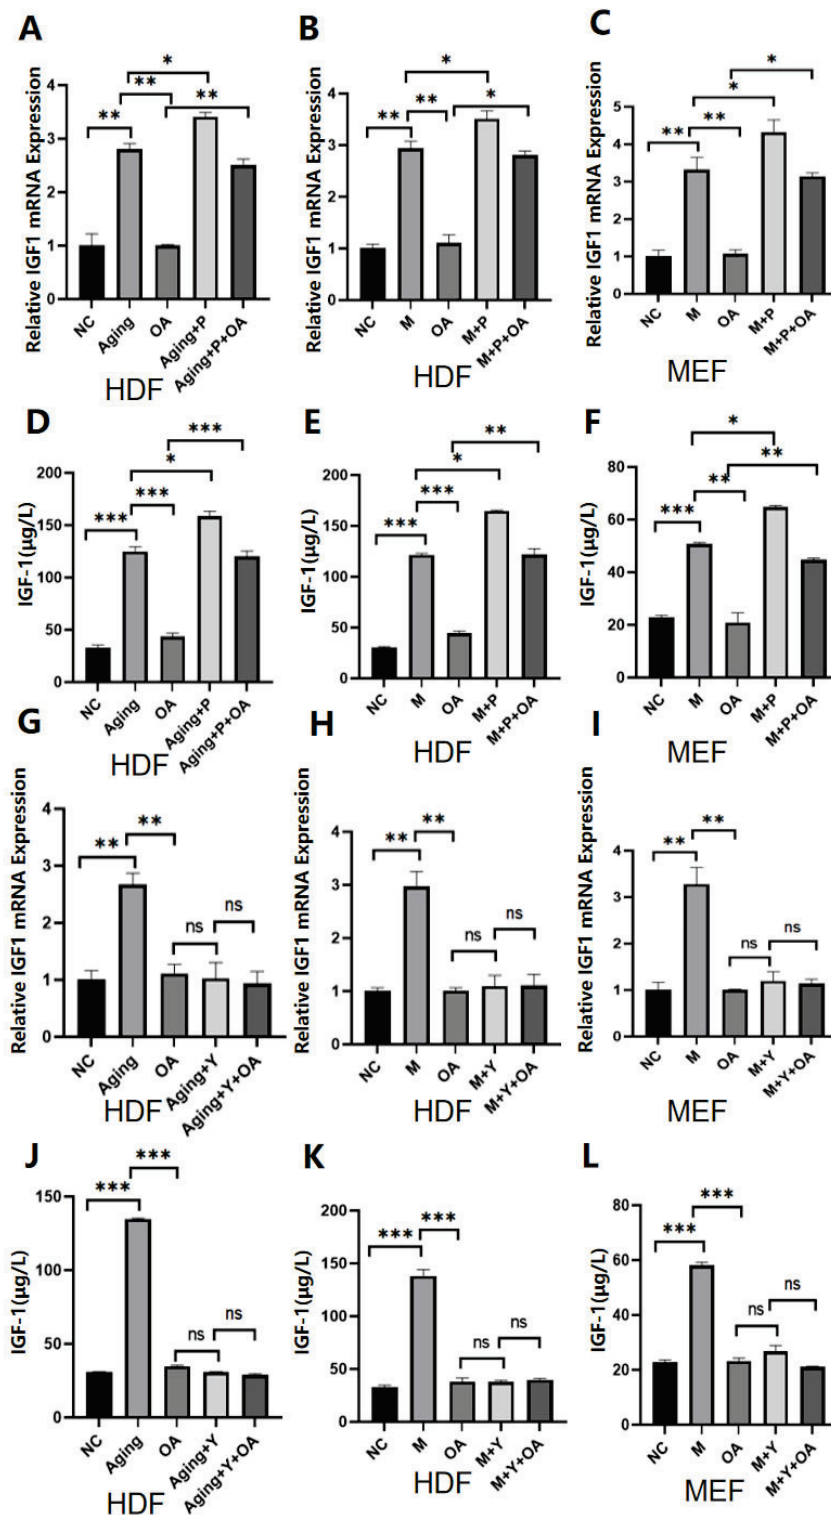 A
Relative IGF1 mRNA Expression
4
3
2
1
0
*
**
**
**
NC
Aging
OA
Aging+P
Aging+P+OA
HDF
B
Relative IGF1 mRNA Expression
4
3
2
1
0
*
**
*
**
NC
M
OA
M+P
M+P+OA
HDF
C
Relative IGF1 mRNA Expression
5
4
3
2
1
0
**
*
**
**
NC
M
OA
M+P
M+P+OA
MEF
D
IGF-1(μg/L)
200
150
100
50
0
***
*
***
***
NC
Aging
OA
Aging+P
Aging+P+OA
HDF
E
IGF-1(μg/L)
200
150
100
50
0
**
*
***
***
NC
M
OA
M+P
M+P+OA
HDF
F
IGF-1(μg/L)
80
60
40
20
0
*
**
**
***
NC
M
OA
M+P
M+P+OA
MEF
G
Relative IGF1 mRNA Expression
4
3
2
1
0
**
**
ns
ns
NC
Aging
OA
Aging+Y
Aging+Y+OA
HDF
H
Relative IGF1 mRNA Expression
4
3
2
1
0
**
**
ns
ns
NC
M
OA
M+Y
M+Y+OA
HDF
I
Relative IGF1 mRNA Expression
4
3
2
1
0
**
**
ns
ns
NC
M
OA
M+Y
M+Y+OA
MEF
J
IGF-1(μg/L)
150
100
50
0
***
***
ns
ns
NC
Aging
OA
Aging+Y
Aging+Y+OA
HDF
K
IGF-1(μg/L)
200
150
100
50
0
***
***
ns
ns
NC
M
OA
M+Y
M+Y+OA
HDF
L
IGF-1(μg/L)
80
60
40
20
0
***
***
ns
ns
NC
M
OA
M+Y
M+Y+OA
MEF